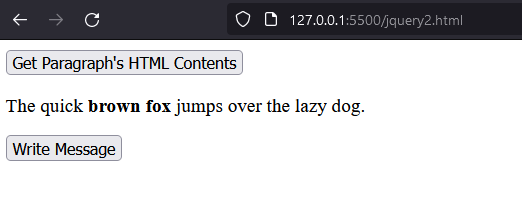 127.0.0.1:5500/jquery2.html
Get Paragraph's HTML Contents
The quick brown fox jumps over the lazy dog.
Write Message